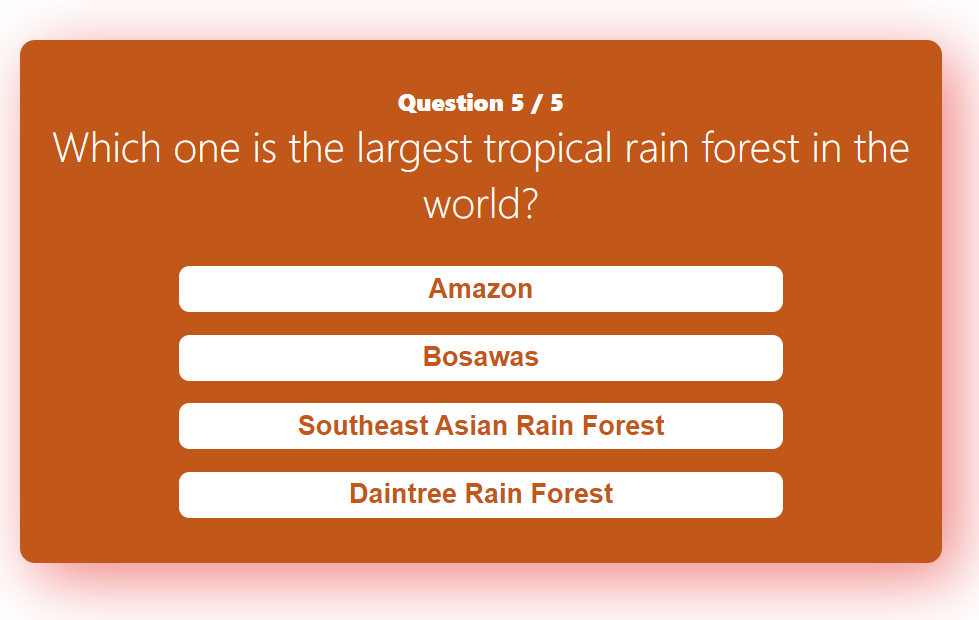 Question 5 / 5
Which one is the largest tropical rain forest in the
world?
Amazon
Bosawas
Southeast Asian Rain Forest
Daintree Rain Forest